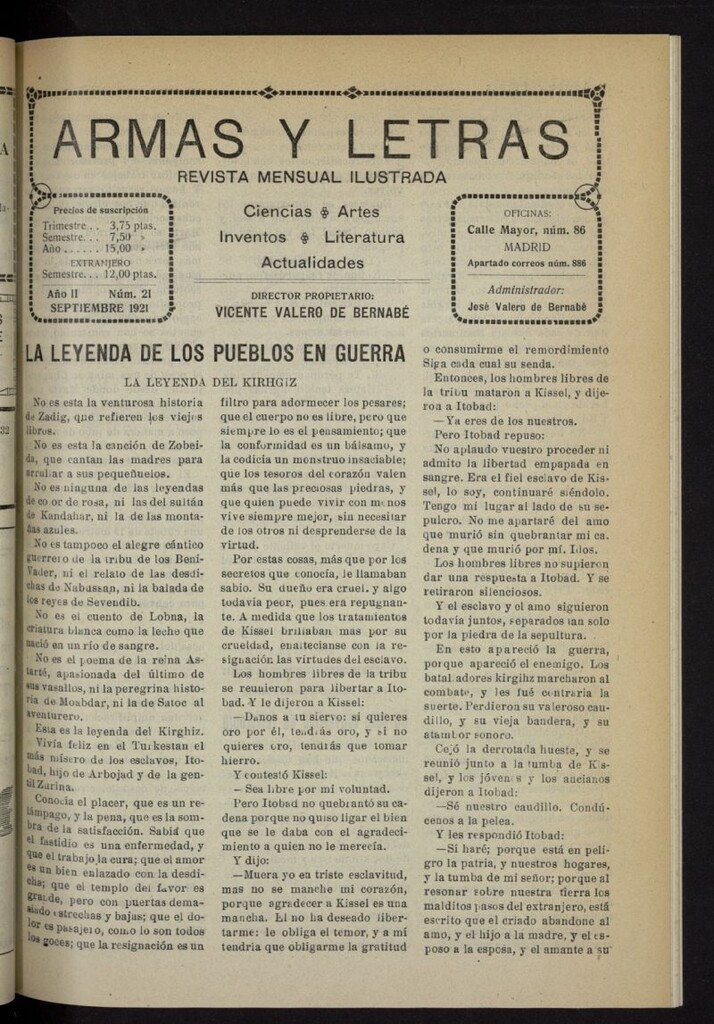 ARMAS Y LETRAS
REVISTA MENSUAL ILUSTRADA
Precios de suscripción
Trimestre... 3,75 ptas.
Semestre... 7,50 »
Año....... 15,00 »
EXTRANJERO
Semestre... 12,00 ptas.
Año II Núm. 21
SEPTIEMBRE 1921
Ciencias Artes
Inventos Literatura
Actualidades
DIRECTOR PROPIETARIO:
VICENTE VALERO DE BERNABÉ
OFICINAS:
Calle Mayor, núm. 86
MADRID
Apartado correos núm. 886
Administrador:
José Valero de Bernabé
LA LEYENDA DE LOS PUEBLOS EN GUERRA
LA LEYENDA DEL KIRHGIZ
No es esta la venturosa historia
de Zadig, que refieren los viejos
libros.
No es esta la canción de Zobei-
da, que cantan las madres para
arrullar a sus pequeñuelos.
No es ninguna de las leyendas
de color de rosa, ni las del sultán
de Kandahar, ni la de las monta-
ñas azules.
No es tampoco el alegre cántico
guerrero de la tribu de los Beni-
Vader, ni el relato de las desdi-
chas de Nabussan, ni la balada de
los reyes de Sevendib.
No es el cuento de Lobna, la
criatura blanca como la leche que
nació en un río de sangre.
No es el poema de la reina As-
tarté, apasionada del último de
sus vasallos, ni la peregrina histo-
ria de Moabdar, ni la de Satoc al
aventurero.
Esta es la leyenda del Kirghiz.
Vivía feliz en el Turkestan el
más mísero de los esclavos, Ito-
bad, hijo de Arbojad y de la gen-
til Zarina.
Conocía el placer, que es un re-
lámpago, y la pena, que es la som-
bra de la satisfacción. Sabía que
el fastidio es una enfermedad, y
que el trabajo la cura; que el amor
es un bien enlazado con la desdi-
cha; que el templo del favor es
grande, pero con puertas dema-
siado estrechas y bajas; que el do-
lor es pasajero, como lo son todos
los goces; que la resignación es un
filtro para adormecer los pesares;
que el cuerpo no es libre, pero que
siempre lo es el pensamiento; que
la conformidad es un bálsamo, y
la codicia un monstruo insaciable;
que los tesoros del corazón valen
más que las preciosas piedras, y
que quien puede vivir con menos
vive siempre mejor, sin necesitar
de los otros ni desprenderse de la
virtud.
Por estas cosas, más que por los
secretos que conocía, le llamaban
sabio. Su dueño era cruel, y algo
todavía peor, pues era repugnan-
te. A medida que los tratamientos
de Kissel brillaban mas por su
crueldad, enaltecíanse con la re-
signación las virtudes del esclavo.
Los hombres libres de la tribu
se reunieron para libertar a Ito-
bad. Y le dijeron a Kissel:
—Danos a tu siervo: si quieres
oro por él, tendrás oro, y si no
quieres oro, tendrás que tomar
hierro.
Y contestó Kissel:
— Sea libre por mi voluntad.
Pero Itobad no quebrantó su ca-
dena porque no quiso ligar el bien
que se le daba con el agradeci-
miento a quien no le merecía.
Y dijo:
—Muera yo en triste esclavitud,
mas no se manche mi corazón,
porque agradecer a Kissel es una
mancha. El no ha deseado liber-
tarme: le obliga el temor, y a mí
tendría que obligarme la gratitud
o consumirme el remordimiento
Siga cada cual su senda.
Entonces, los hombres libres de
la tribu mataron a Kissel, y dije-
ron a Itobad:
—Ya eres de los nuestros.
Pero Itobad repuso:
No aplaudo vuestro proceder ni
admito la libertad empapada en
sangre. Era el fiel esclavo de Kis-
sel, lo soy, continuaré siéndolo.
Tengo mi lugar al lado de su se-
pulcro. No me apartaré del amo
que murió sin quebrantar mi ca-
dena y que murió por mí. Idos.
Los hombres libres no supieron
dar una respuesta a Itobad. Y se
retiraron silenciosos.
Y el esclavo y el amo siguieron
todavía juntos, separados tan solo
por la piedra de la sepultura.
En esto apareció la guerra,
porque apareció el enemigo. Los
batalladores kirgihz marcharon al
combate, y les fué contraria la
suerte. Perdieron su valeroso cau-
dillo, y su vieja bandera, y su
atambor sonoro.
Cejó la derrotada hueste, y se
reunió junto a la tumba de Kis-
sel, y los jóvenes y los ancianos
dijeron a Itobad:
—Sé nuestro caudillo. Condú-
cenos a la pelea.
Y les respondió Itobad:
—Sí haré; porque está en peli-
gro la patria, y nuestros hogares,
y la tumba de mi señor; porque al
resonar sobre nuestra tierra los
malditos pasos del extranjero, está
escrito que el criado abandone al
amo, y el hijo a la madre, y el es-
poso a la esposa, y el amante a su